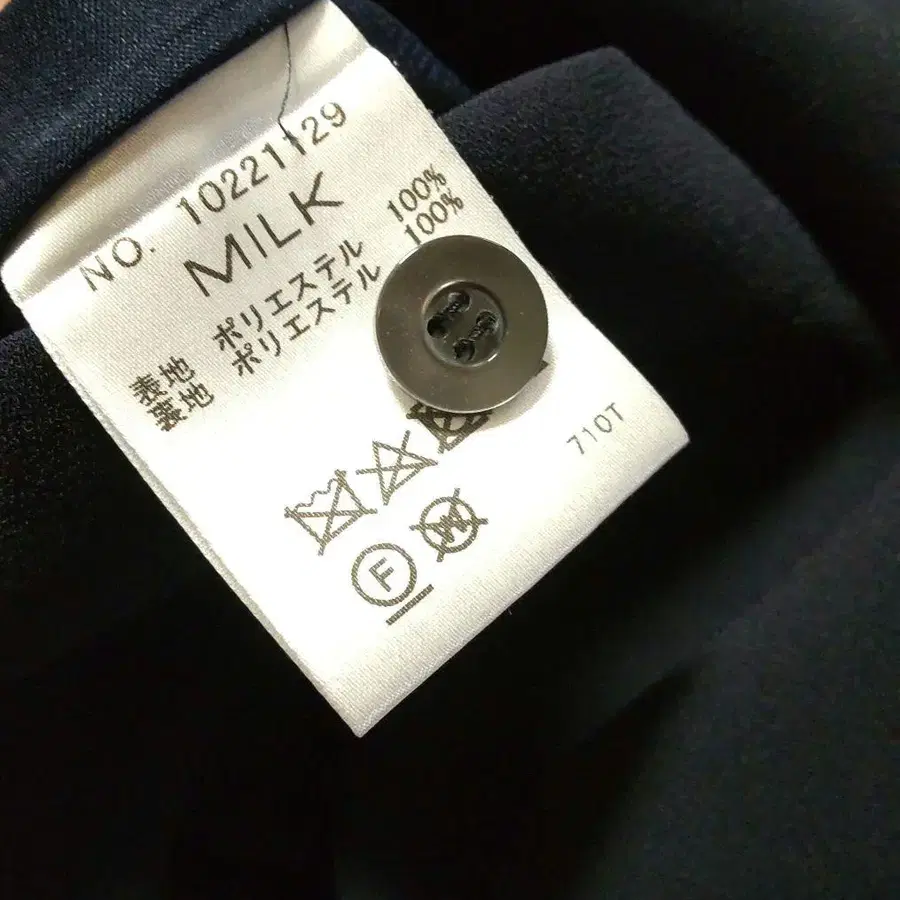 NO. 10221129
MILK
表地 ポリエステル 100%
裏地 ポリエステル 100%
710T
W
F